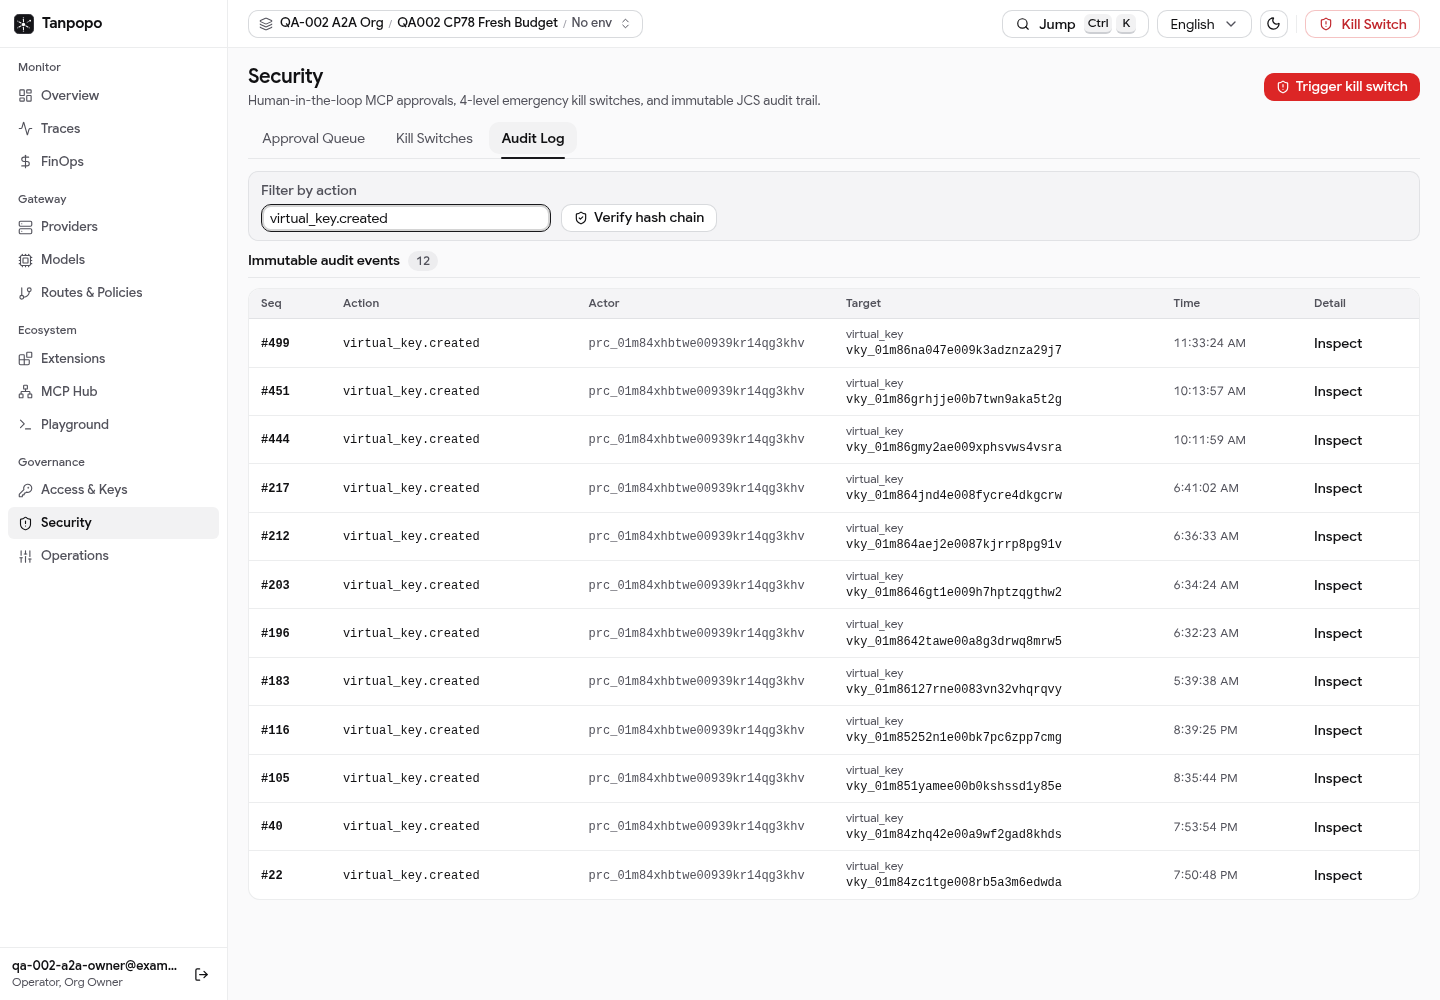 Tanpopo
QA-002 A2A Org / QA002 CP78 Fresh Budget / No env
Jump Ctrl K
English
Kill Switch
Monitor
Overview
Traces
FinOps
Gateway
Providers
Models
Routes & Policies
Ecosystem
Extensions
MCP Hub
Playground
Governance
Access & Keys
Security
Operations
qa-002-a2a-owner@exam...
Operator, Org Owner
Security
Human-in-the-loop MCP approvals, 4-level emergency kill switches, and immutable JCS audit trail.
Trigger kill switch
Approval Queue Kill Switches Audit Log
Filter by action
virtual_key.created Verify hash chain
Immutable audit events 12
Seq Action Actor Target Time Detail
#499 virtual_key.created prc_01m84xhbtwe00939kr14qg3khv virtual_key 11:33:24 AM Inspect
vky_01m86na047e009k3adznza29j7
#451 virtual_key.created prc_01m84xhbtwe00939kr14qg3khv virtual_key 10:13:57 AM Inspect
vky_01m86grhjje00b7twn9aka5t2g
#444 virtual_key.created prc_01m84xhbtwe00939kr14qg3khv virtual_key 10:11:59 AM Inspect
vky_01m86gmy2ae009xphsvws4vsra
#217 virtual_key.created prc_01m84xhbtwe00939kr14qg3khv virtual_key 6:41:02 AM Inspect
vky_01m864jnd4e008fycre4dkgcrw
#212 virtual_key.created prc_01m84xhbtwe00939kr14qg3khv virtual_key 6:36:33 AM Inspect
vky_01m864aej2e0087kjrrp8pg91v
#203 virtual_key.created prc_01m84xhbtwe00939kr14qg3khv virtual_key 6:34:24 AM Inspect
vky_01m8646gt1e009h7hptzqgthw2
#196 virtual_key.created prc_01m84xhbtwe00939kr14qg3khv virtual_key 6:32:23 AM Inspect
vky_01m8642tawe00a8g3drwq8mrw5
#183 virtual_key.created prc_01m84xhbtwe00939kr14qg3khv virtual_key 5:39:38 AM Inspect
vky_01m86127rne0083vn32vhqrqvy
#116 virtual_key.created prc_01m84xhbtwe00939kr14qg3khv virtual_key 8:39:25 PM Inspect
vky_01m85252n1e00bk7pc6zpp7cmg
#105 virtual_key.created prc_01m84xhbtwe00939kr14qg3khv virtual_key 8:35:44 PM Inspect
vky_01m851yamee00b0kshssd1y85e
#40 virtual_key.created prc_01m84xhbtwe00939kr14qg3khv virtual_key 7:53:54 PM Inspect
vky_01m84zhq42e00a9wf2gad8khds
#22 virtual_key.created prc_01m84xhbtwe00939kr14qg3khv virtual_key 7:50:48 PM Inspect
vky_01m84zc1tge008rb5a3m6edwda